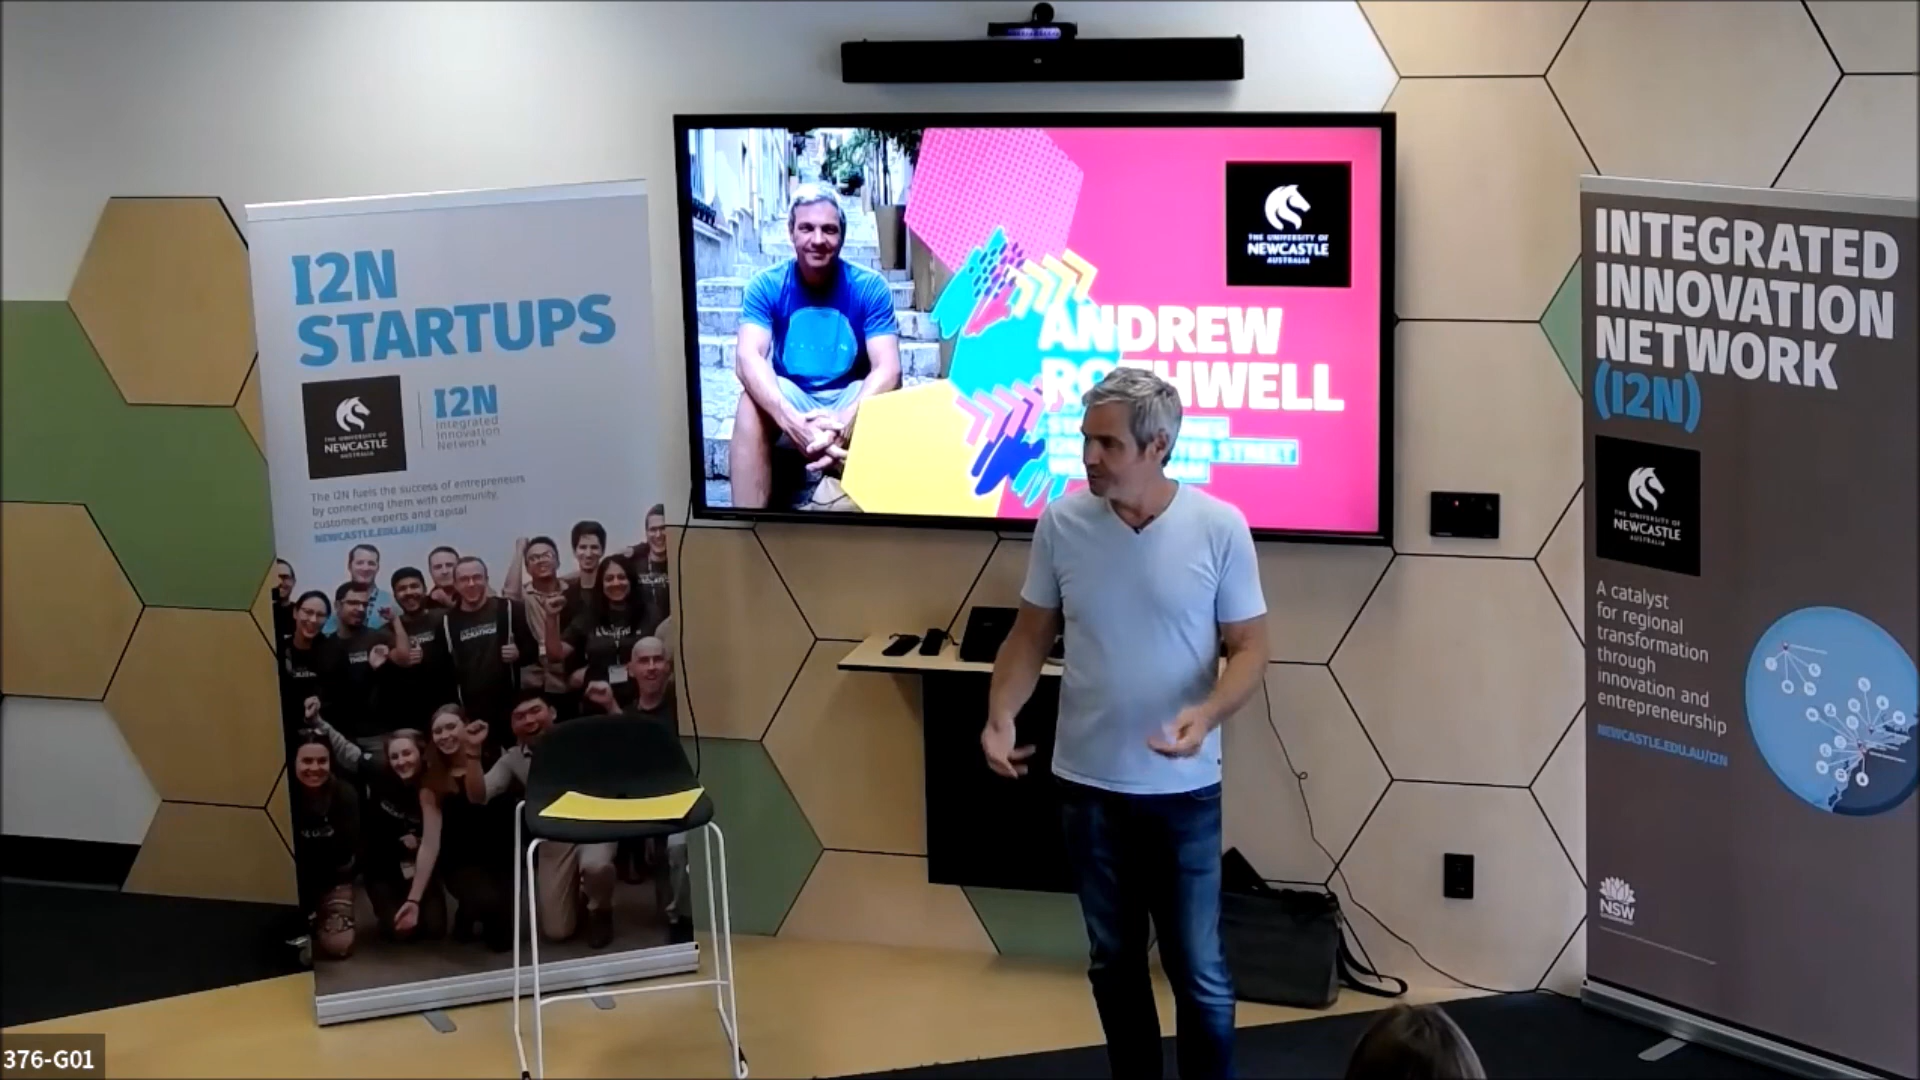 I2N
STARTUPS
THE UNIVERSITY OF
NEWCASTLE
AUSTRALIA
I2N
Integrated
Innovation
Network
The I2N fuels the success of entrepreneurs
by connecting them with community,
customers, experts and capital
NEWCASTLE.EDU.AU/I2N
THE UNIVERSITY OF
NEWCASTLE
AUSTRALIA
ANDREW
STREET
INTEGRATED
INNOVATION
NETWORK
(I2N)
THE UNIVERSITY OF
NEWCASTLE
AUSTRALIA
A catalyst
for regional
transformation
through
innovation and
entrepreneurship
NEWCASTLE.EDU.AU/I2N
NSW
376-G01